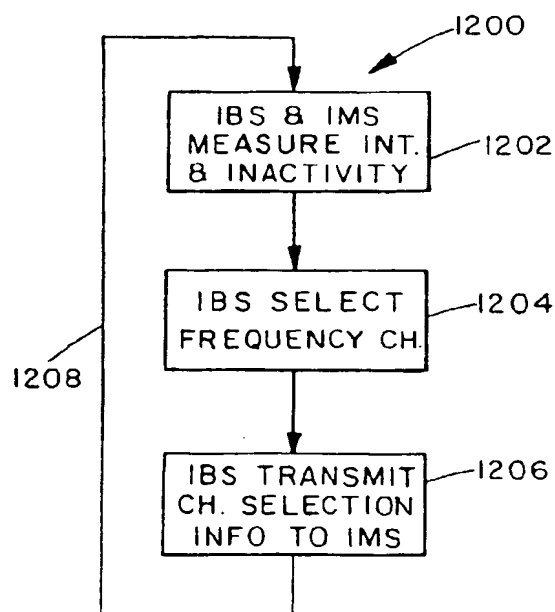 1200
IBS & IMS
MEASURE INT.
& INACTIVITY
1202
IBS SELECT
FREQUENCY CH.
1204
1208
IBS TRANSMIT
CH. SELECTION
INFO TO IMS
1206